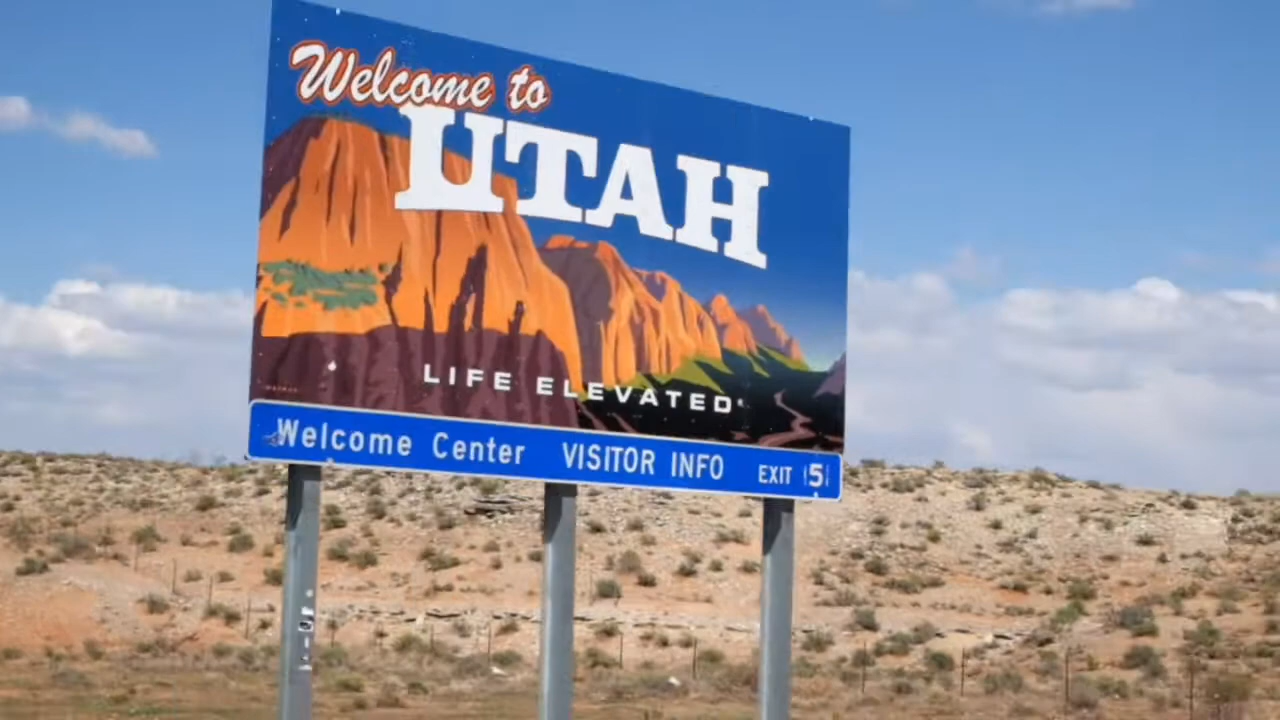 Welcome to
UTAH
LIFE ELEVATED
Welcome Center VISITOR INFO EXIT 5